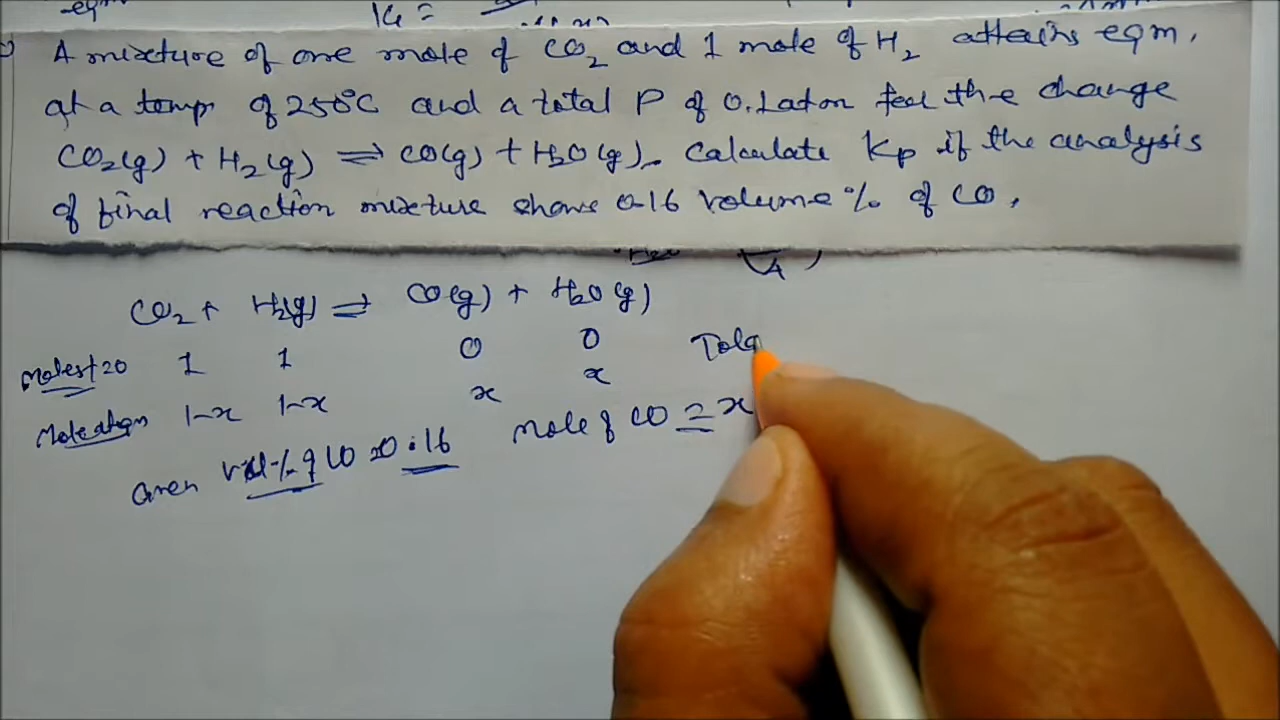 eqm K =
A mixture of one mole of CO2 and 1 mole of H2 attains eqm.
at a temp of 250°C and a total P of 0.1 atm for the change
CO2(g) + H2(g) ⇌ CO(g) + H2O(g). Calculate Kp if the analysis
of final reaction mixture shows 0.16 volume % of CO.
CO2 + H2(g) ⇌ CO(g) + H2O(g)
Moles t=0 1 1 0 0 Tota
Mole at eqm 1-x 1-x x x
Given vol % of CO = 0.16 mole of CO = x